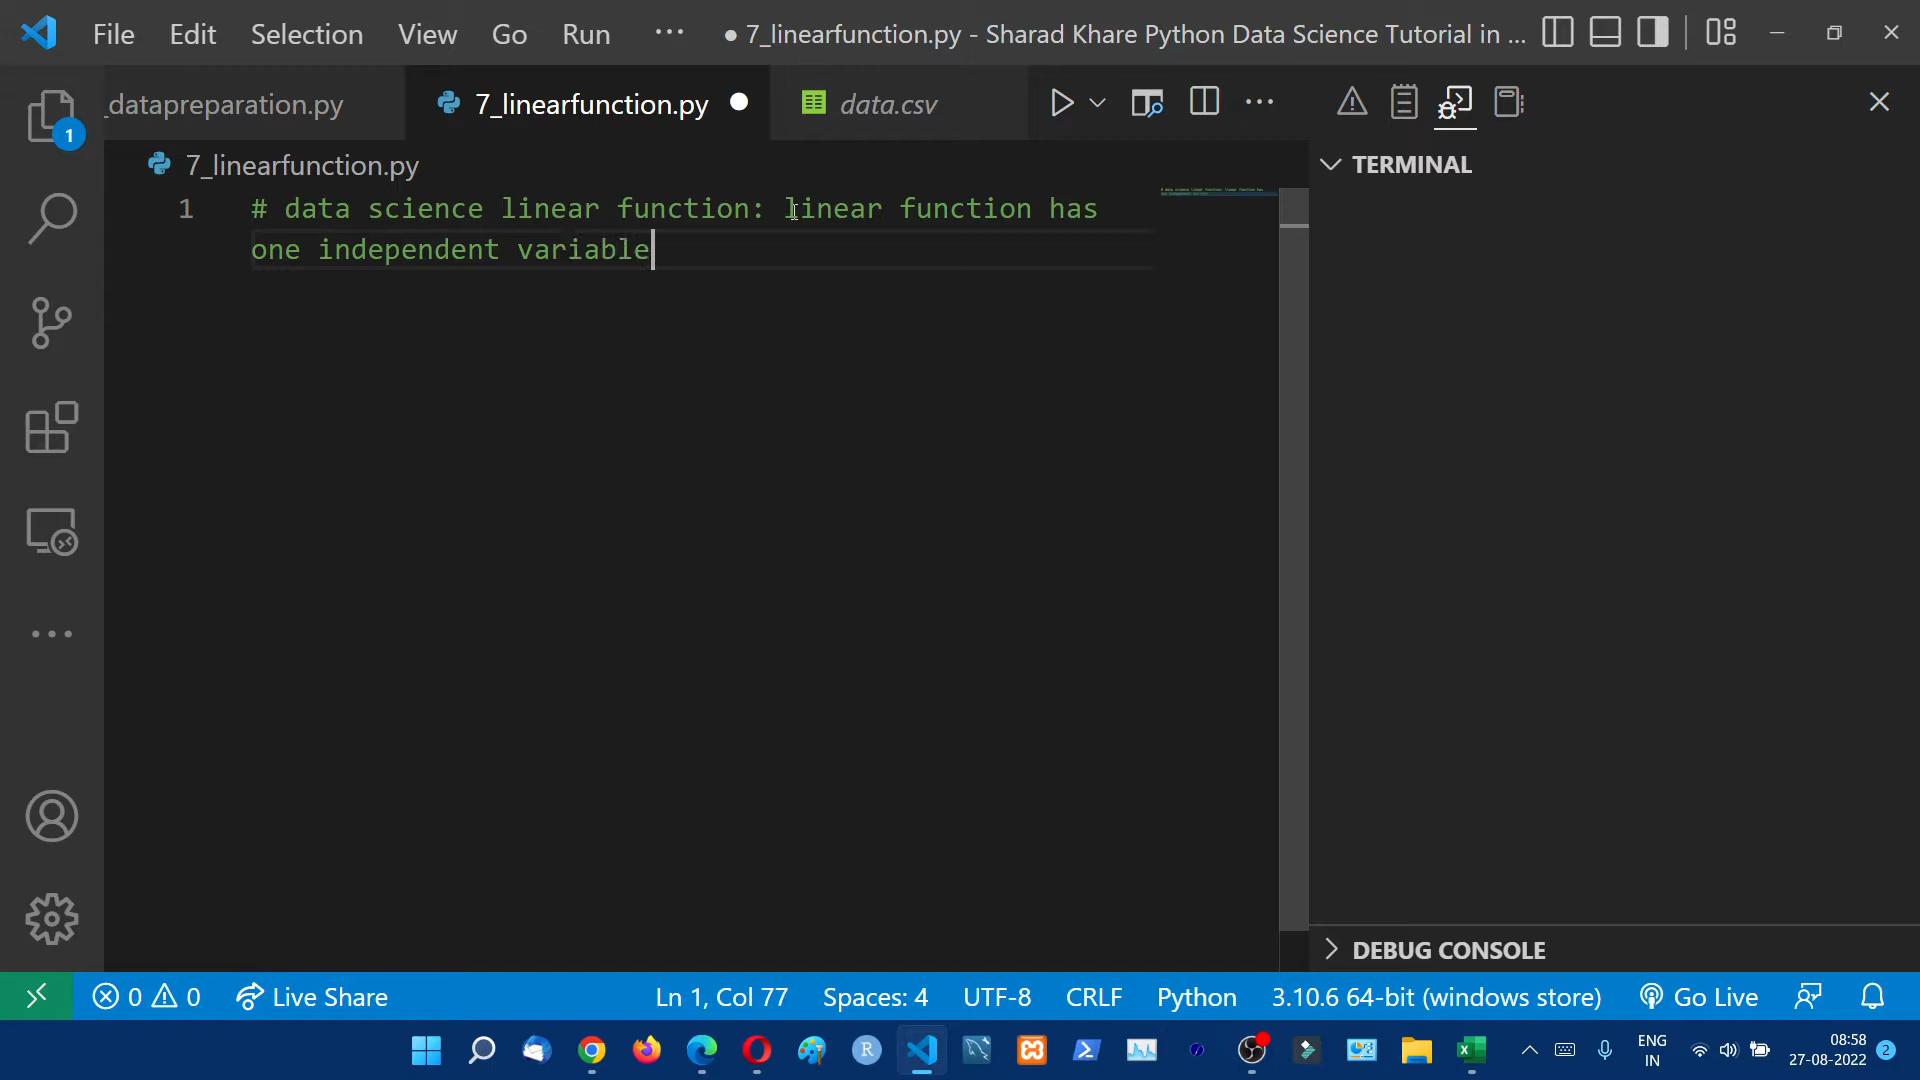 File Edit Selection View Go Run ··· ● 7_linearfunction.py - Sharad Khare Python Data Science Tutorial in ...
_datapreparation.py 7_linearfunction.py data.csv
1
7_linearfunction.py
TERMINAL
1 # data science linear function: linear function has
one independent variable
DEBUG CONSOLE
0 0 Live Share Ln 1, Col 77 Spaces: 4 UTF-8 CRLF Python 3.10.6 64-bit (windows store) Go Live
R
ENG
IN
08:58
27-08-2022
2